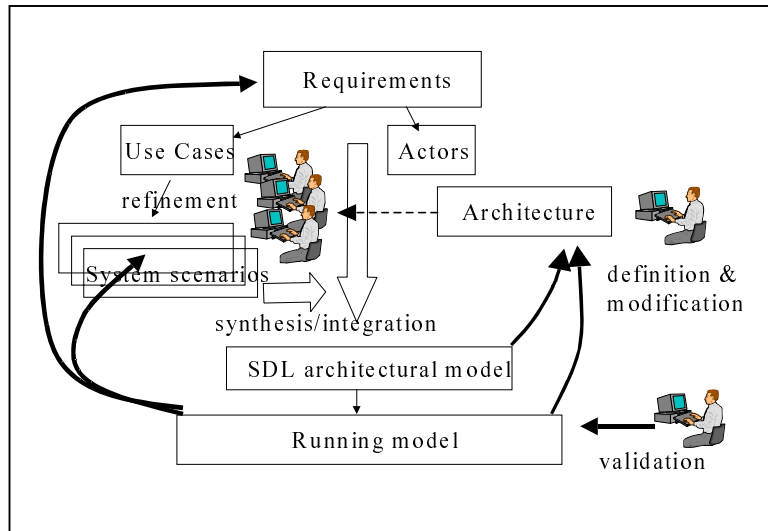 Requirements
Use Cases
Actors
refinement
Architecture
System scenarios
definition &
modification
synthesis/integration
SDL architectural model
Running model
validation